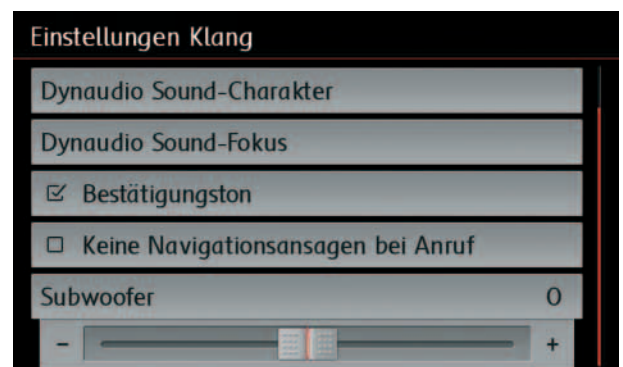 Einstellungen Klang
Dynaudio Sound-Charakter
Dynaudio Sound-Fokus
Bestätigungston
Keine Navigationsansagen bei Anruf
Subwoofer 0
- +